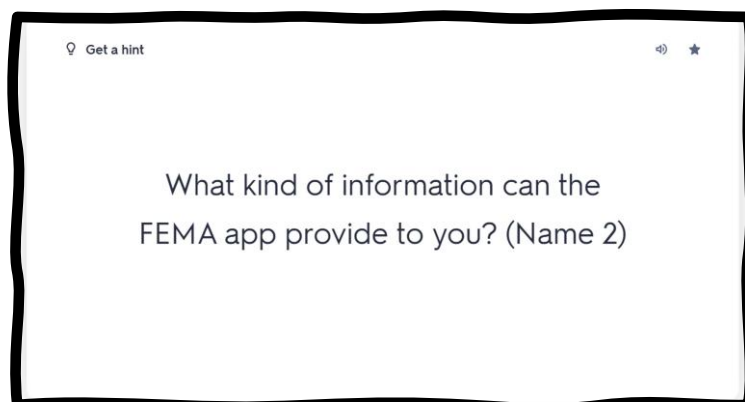 Get a hint
What kind of information can the
FEMA app provide to you? (Name 2)